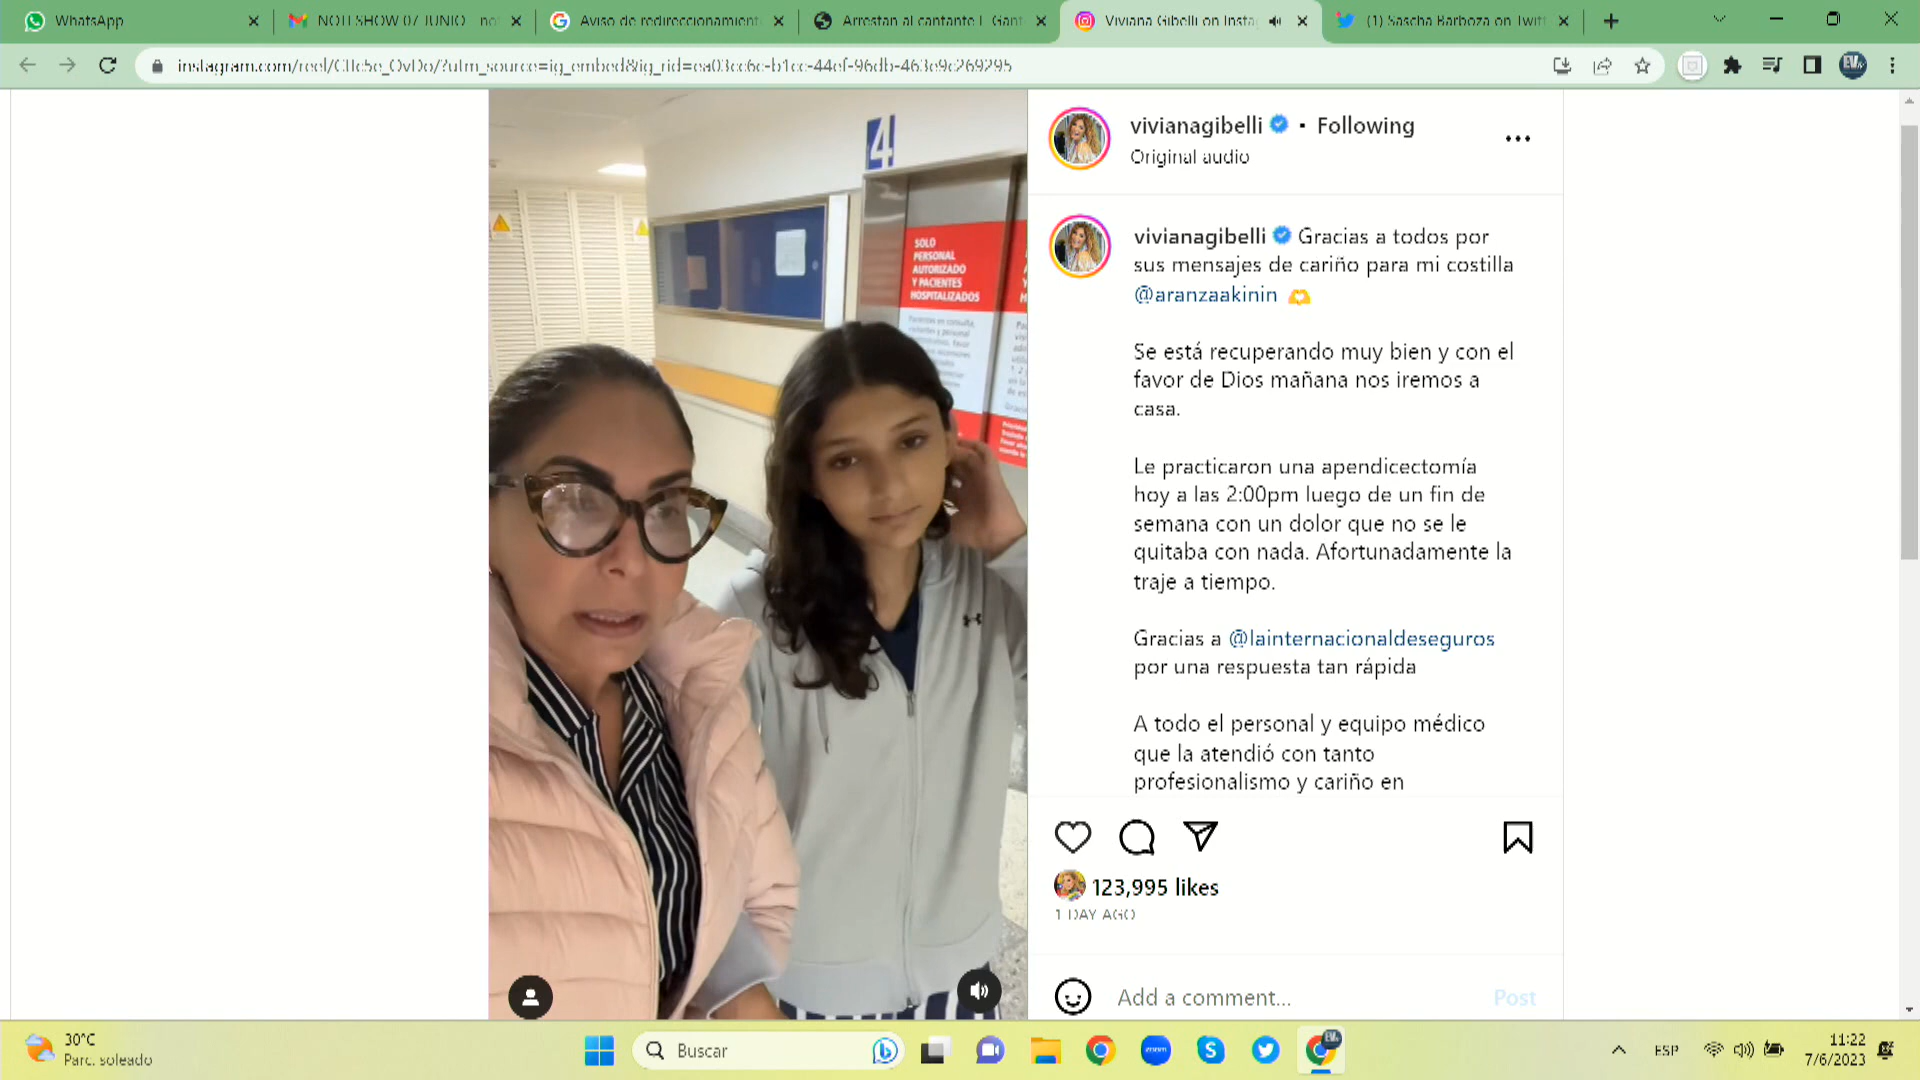 WhatsApp
NOTI SHOW 07 JUNIO - not
Aviso de redireccionamient
Arrestan al cantante
Viviana Gibelli on Insta
(1) Sascha Barboza on Twitt
4
SOLO
PERSONAL
AUTORIZADO
Y PACIENTES
HOSPITALIZADOS
vivianagibelli • Following
Original audio
vivianagibelli Gracias a todos por
sus mensajes de cariño para mi costilla
@aranzaakinin
Se está recuperando muy bien y con el
favor de Dios mañana nos iremos a
casa.
Le practicaron una apendicectomía
hoy a las 2:00pm luego de un fin de
semana con un dolor que no se le
quitaba con nada. Afortunadamente la
traje a tiempo.
Gracias a @lainternacionaldeseguros
por una respuesta tan rápida
A todo el personal y equipo médico
que la atendió con tanto
profesionalismo y cariño en
123,995 likes
1 DAY AGO
Add a comment...
Post
30°C
Parc. soleado
Buscar
zoom
ESP
11:22
7/6/2023